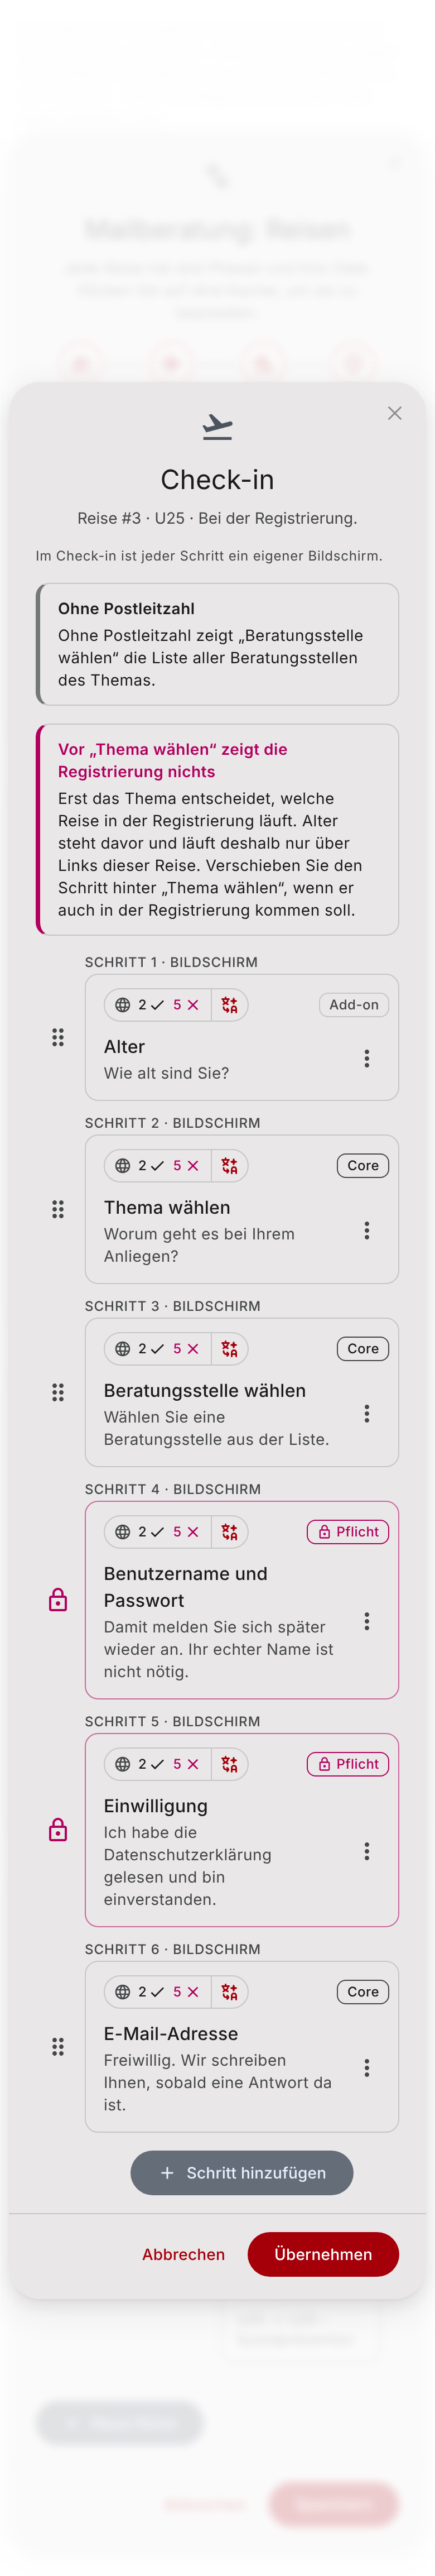 Mailberatung: Reisen
Check-in
Reise #3 · U25 · Bei der Registrierung.
Im Check-in ist jeder Schritt ein eigener Bildschirm.
Ohne Postleitzahl
Ohne Postleitzahl zeigt „Beratungsstelle
wählen“ die Liste aller Beratungsstellen
des Themas.
Vor „Thema wählen“ zeigt die
Registrierung nichts
Erst das Thema entscheidet, welche
Reise in der Registrierung läuft. Alter
steht davor und läuft deshalb nur über
Links dieser Reise. Verschieben Sie den
Schritt hinter „Thema wählen“, wenn er
auch in der Registrierung kommen soll.
SCHRITT 1 · BILDSCHIRM
2 5 Add-on
Alter
Wie alt sind Sie?
SCHRITT 2 · BILDSCHIRM
2 5 Core
Thema wählen
Worum geht es bei Ihrem
Anliegen?
SCHRITT 3 · BILDSCHIRM
2 5 Core
Beratungsstelle wählen
Wählen Sie eine
Beratungsstelle aus der Liste.
SCHRITT 4 · BILDSCHIRM
2 5 Pflicht
Benutzername und
Passwort
Damit melden Sie sich später
wieder an. Ihr echter Name ist
nicht nötig.
SCHRITT 5 · BILDSCHIRM
2 5 Pflicht
Einwilligung
Ich habe die
Datenschutzerklärung
gelesen und bin
einverstanden.
SCHRITT 6 · BILDSCHIRM
2 5 Core
E-Mail-Adresse
Freiwillig. Wir schreiben
Ihnen, sobald eine Antwort da
ist.
Schritt hinzufügen
Abbrechen Übernehmen